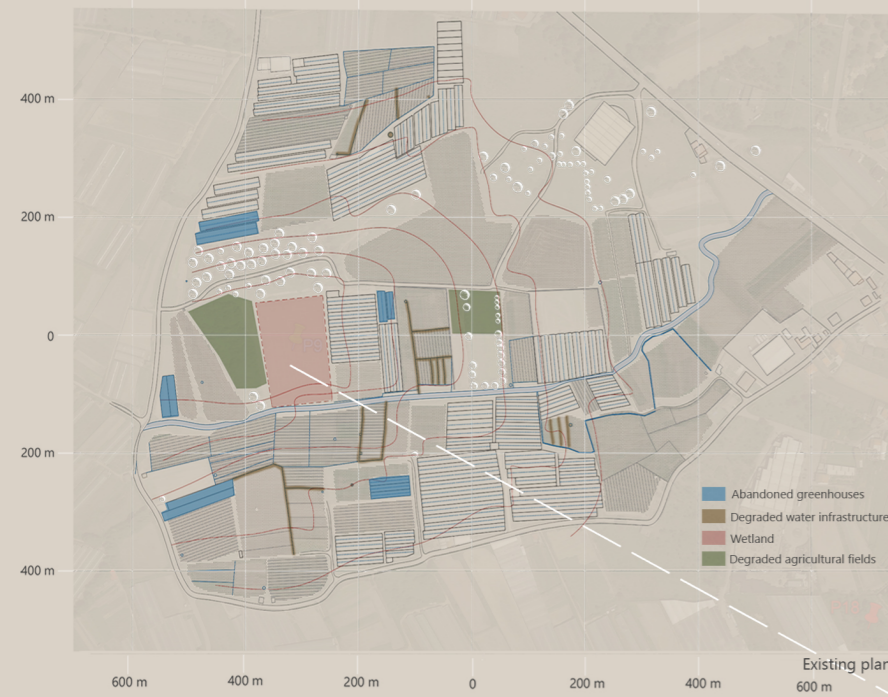 400 m
200 m
0
200 m
400 m
Abandoned greenhouses
Degraded water infrastructure
Wetland
Degraded agricultural fields
Existing plan
600 m
400 m
200 m
0
200 m
400 m
600 m